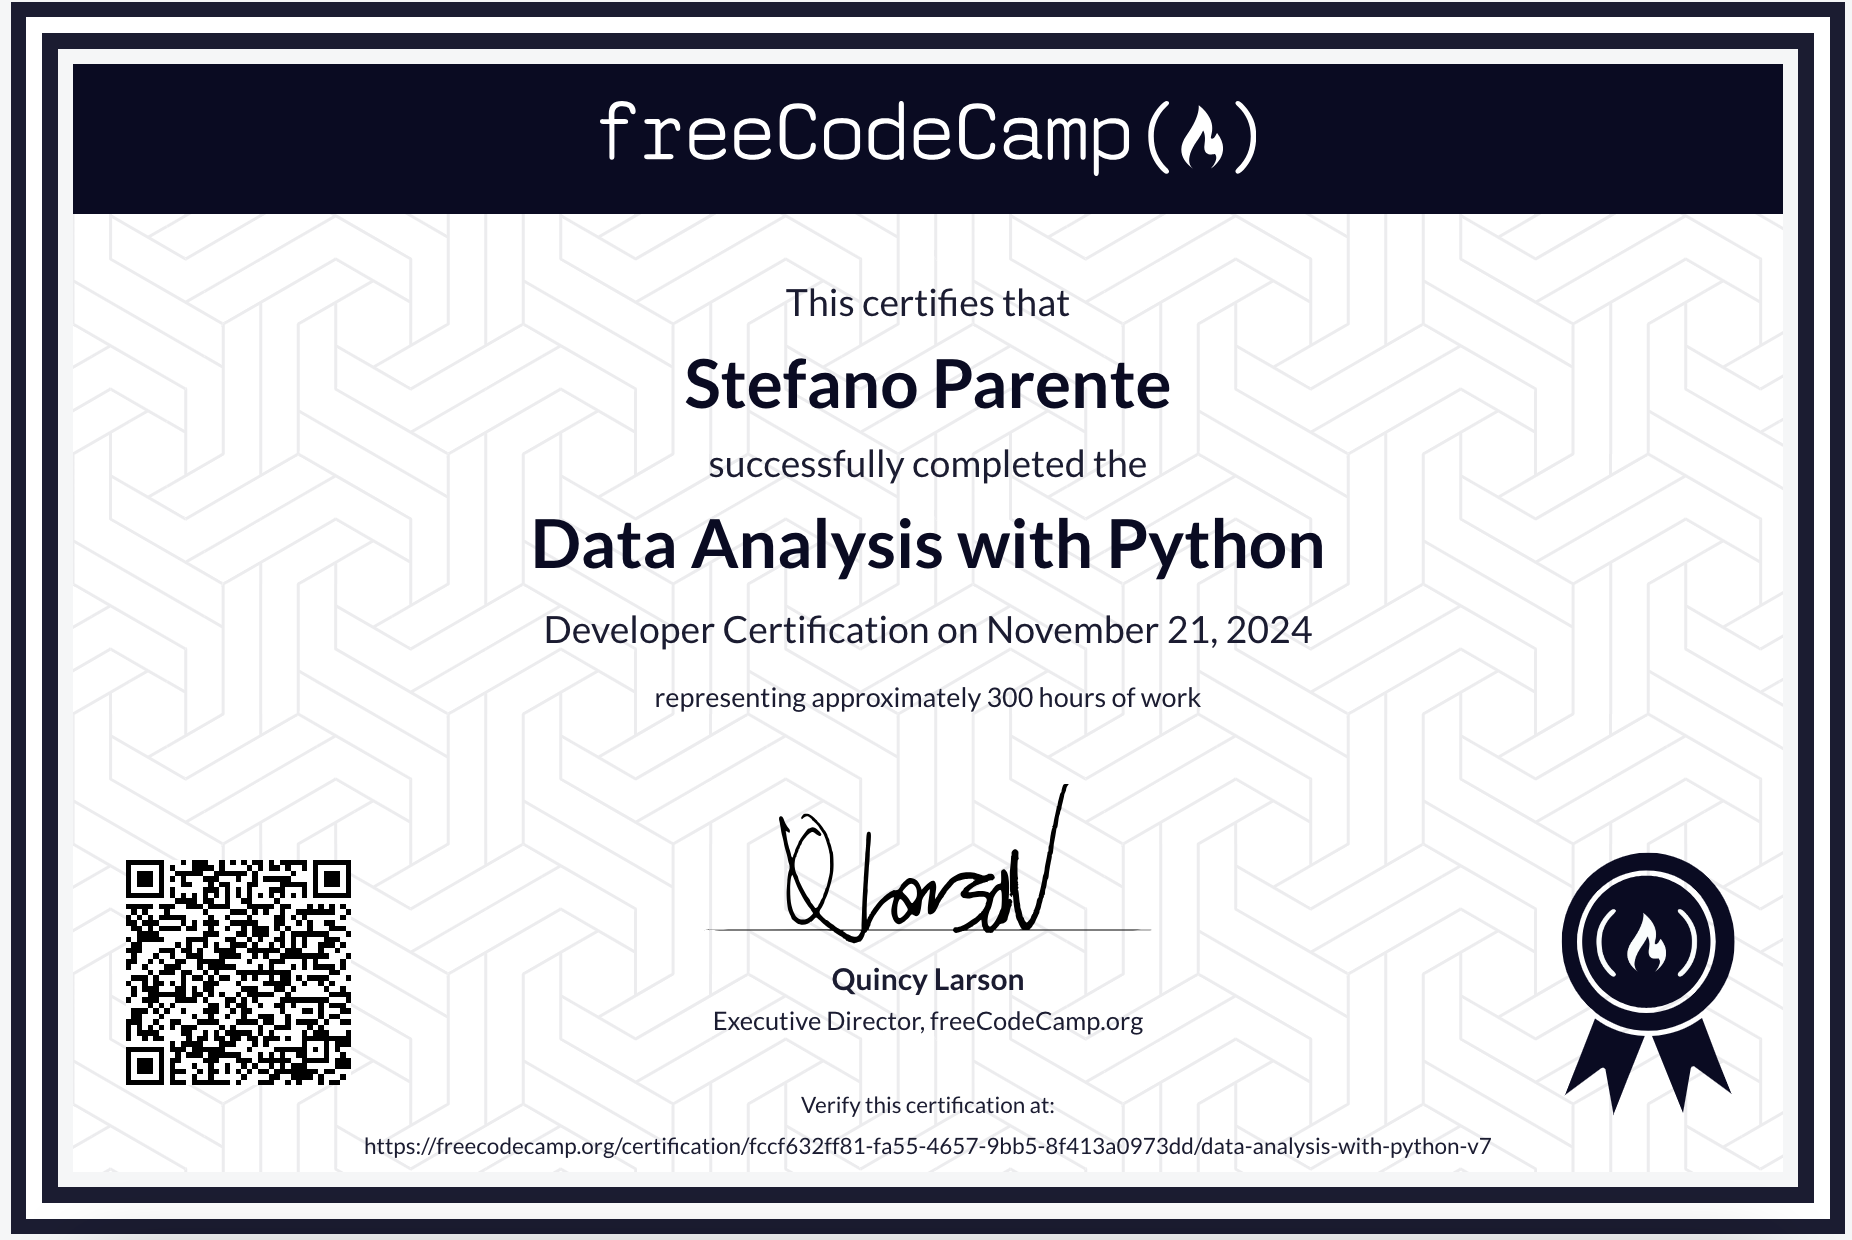 freeCodeCamp
This certifies that
Stefano Parente
successfully completed the
Data Analysis with Python
Developer Certification on November 21, 2024
representing approximately 300 hours of work
QLarson
Quincy Larson
Executive Director, freeCodeCamp.org
Verify this certification at:
https://freecodecamp.org/certification/fccf632ff81-fa55-4657-9bb5-8f413a0973dd/data-analysis-with-python-v7